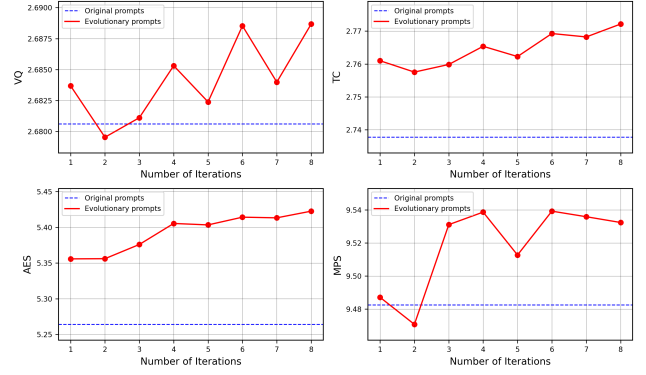 Original prompts
Evolutionary prompts
2.6900
2.6875
2.6850
2.6825
2.6800
VQ
1 2 3 4 5 6 7 8
Number of Iterations
Original prompts
Evolutionary prompts
2.77
2.76
2.75
2.74
TC
1 2 3 4 5 6 7 8
Number of Iterations
Original prompts
Evolutionary prompts
5.45
5.40
5.35
5.30
5.25
AES
1 2 3 4 5 6 7 8
Number of Iterations
Original prompts
Evolutionary prompts
9.54
9.52
9.50
9.48
MPS
1 2 3 4 5 6 7 8
Number of Iterations